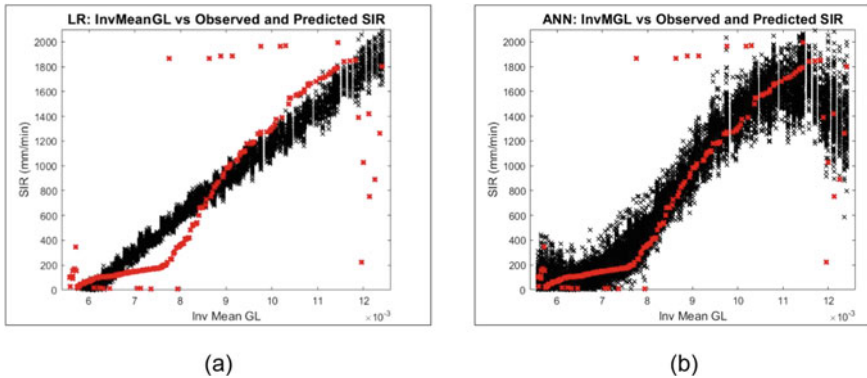 LR: InvMeanGL vs Observed and Predicted SIR
2000
1800
1600
1400
1200
1000
800
600
400
200
0
SIR (mm/min)
6 7 8 9 10 11 12
Inv Mean GL
×10⁻³
(a)
ANN: InvMGL vs Observed and Predicted SIR
2000
1800
1600
1400
1200
1000
800
600
400
200
0
SIR (mm/min)
6 7 8 9 10 11 12
Inv Mean GL
×10⁻³
(b)